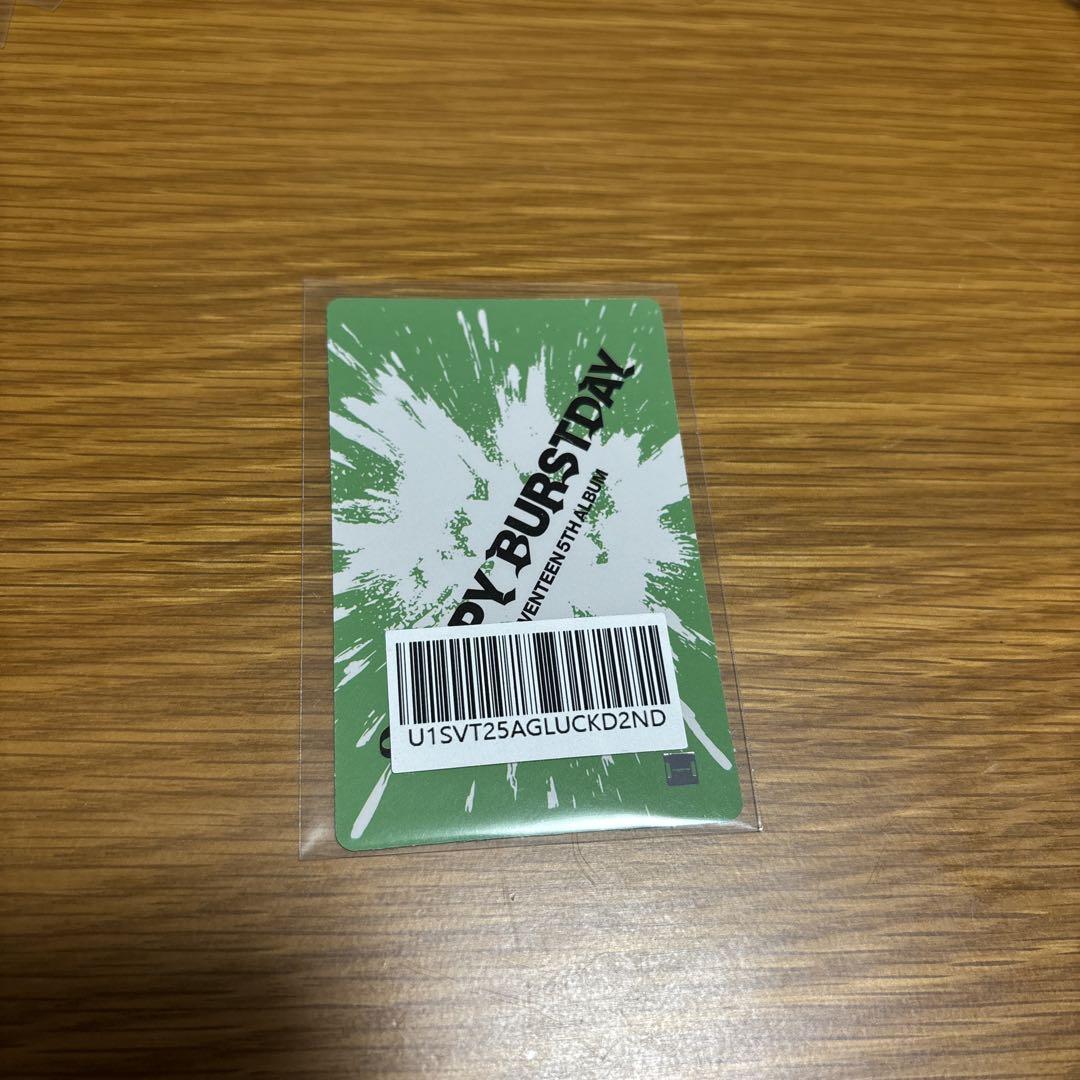 PY BURSTDAY
VENTEEN 5TH ALBUM
U1SVT25AGLUCKD2ND